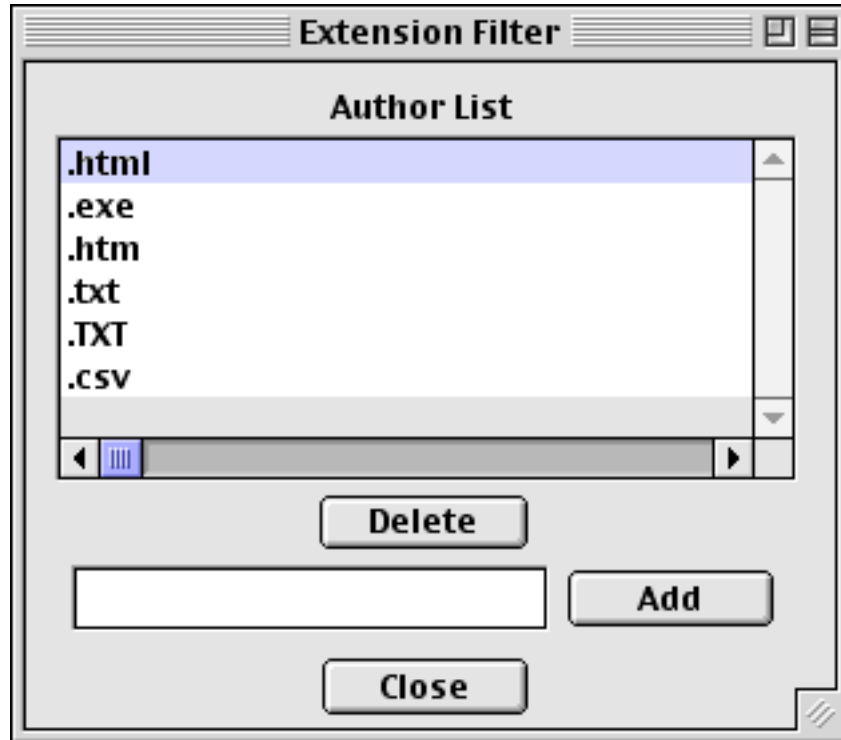 Extension Filter
Author List
.html
.exe
.htm
.txt
.TXT
.csv
Delete
Add
Close